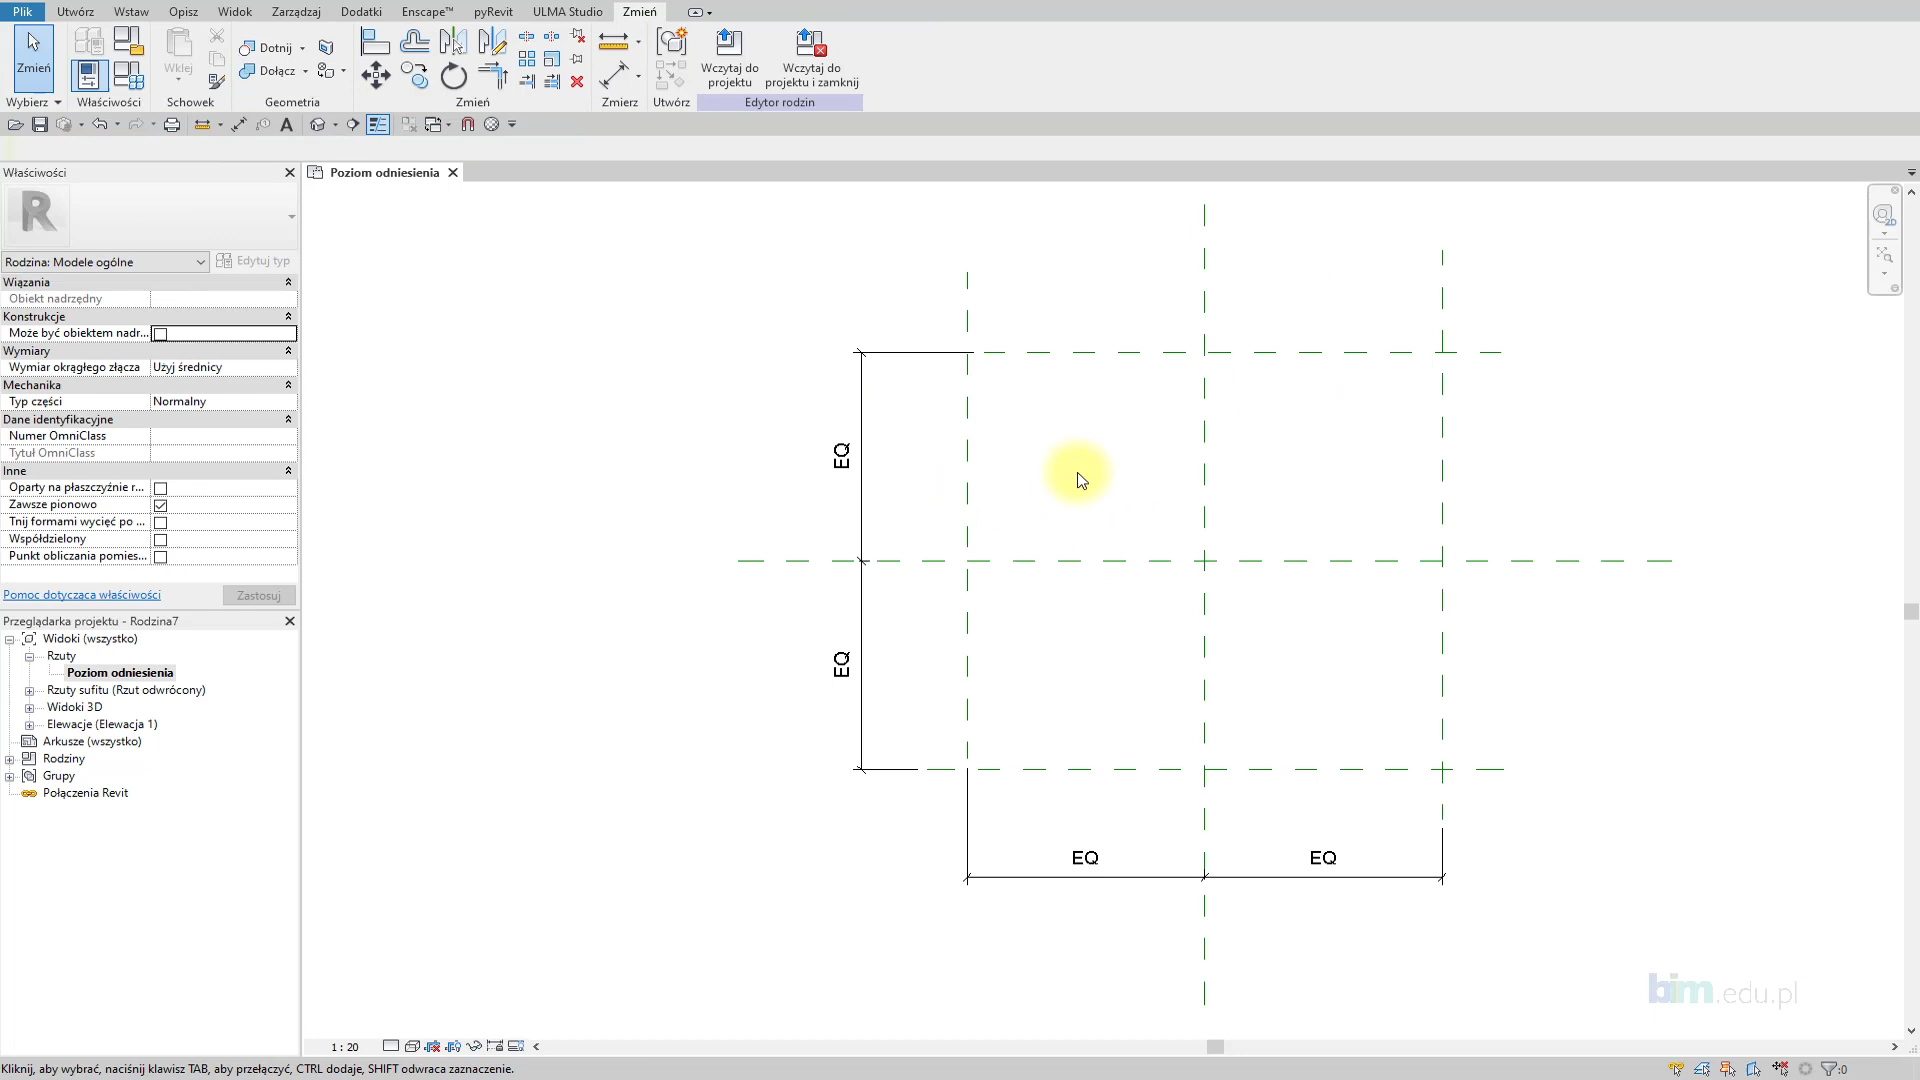 Plik Utwórz Wstaw Opisz Widok Zarządzaj Dodatki Enscape™ pyRevit ULMA Studio Zmień
Zmień
Wklej
Dotnij
Dołącz
Wczytaj do projektu
Wczytaj do projektu i zamknij
Wybierz Właściwości Schowek Geometria Zmień Zmierz Utwórz Edytor rodzin
Właściwości
Poziom odniesienia
R
Rodzina: Modele ogólne Edytuj typ
Wiązania
Obiekt nadrzędny
Konstrukcje
Może być obiektem nadr...
Wymiary
Wymiar okrągłego złącza Użyj średnicy
Mechanika
Typ części Normalny
Dane identyfikacyjne
Numer OmniClass
Tytuł OmniClass
Inne
Oparty na płaszczyźnie r...
Zawsze pionowo
Tnij formami wycięć po ...
Współdzielony
Punkt obliczania pomies...
Pomoc dotycząca właściwości Zastosuj
Przeglądarka projektu - Rodzina7
Widoki (wszystko)
Rzuty
Poziom odniesienia
Rzuty sufitu (Rzut odwrócony)
Widoki 3D
Elewacje (Elewacja 1)
Arkusze (wszystko)
Rodziny
Grupy
Połączenia Revit
2D
EQ
EQ
EQ EQ
bim.edu.pl
1 : 20
Kliknij, aby wybrać, naciśnij klawisz TAB, aby przełączyć, CTRL dodaje, SHIFT odwraca zaznaczenie.
:0